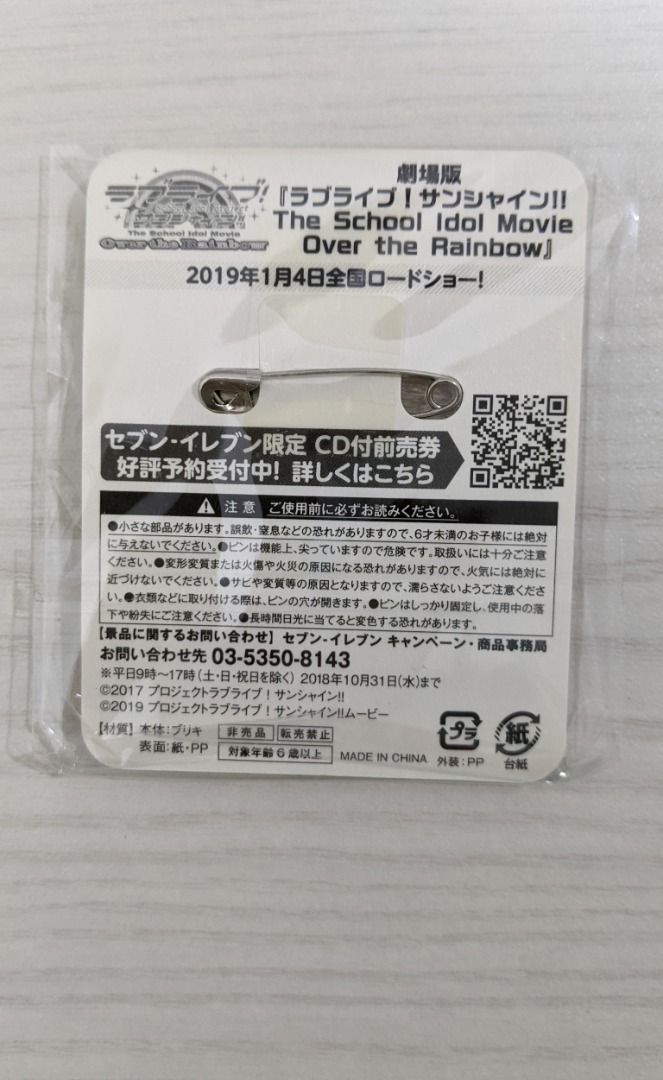 ラブライブ!
サンシャイン!!
The School Idol Movie
Over the Rainbow
劇場版
『ラブライブ!サンシャイン!!
The School Idol Movie
Over the Rainbow』
2019年1月4日全国ロードショー!
セブン‐イレブン限定 CD付前売券
好評予約受付中! 詳しくはこちら
注意 ご使用前に必ずお読みください。
●小さな部品があります。誤飲・窒息などの恐れがありますので、6才未満のお子様には絶対
に与えないでください。●ピンは機能上、尖っていますので危険です。取扱いには十分ご注意
ください。●変形変質または火傷や火災の原因になる恐れがありますので、火気には絶対に
近づけないでください。●サビや変質等の原因となりますので、濡らさないようご注意くださ
い。●衣類などに取り付ける際は、ピンの穴が開きます。●ピンはしっかり固定し、使用中の落
下や紛失にご注意ください。●長時間日光に当てると変色する恐れがあります。
【景品に関するお問い合わせ】セブン‐イレブン キャンペーン・商品事務局
お問い合わせ先 03-5350-8143
※平日9時〜17時(土・日・祝日を除く) 2018年10月31日(水)まで
©2017 プロジェクトラブライブ!サンシャイン!!
©2019 プロジェクトラブライブ!サンシャイン!!ムービー
【材質】本体:ブリキ 非売品 転売禁止
表面:紙・PP 対象年齢6歳以上 MADE IN CHINA
プラ
外装:PP
紙
台紙